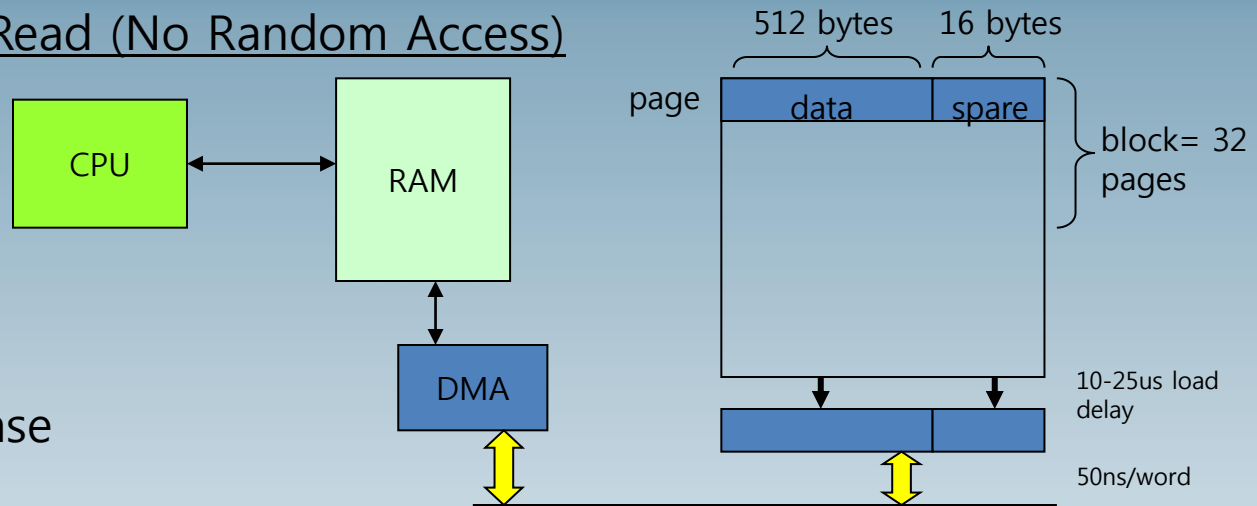 Read (No Random Access)
512 bytes
16 bytes
page
data
spare
block= 32
pages
CPU
RAM
DMA
10-25us load
delay
50ns/word